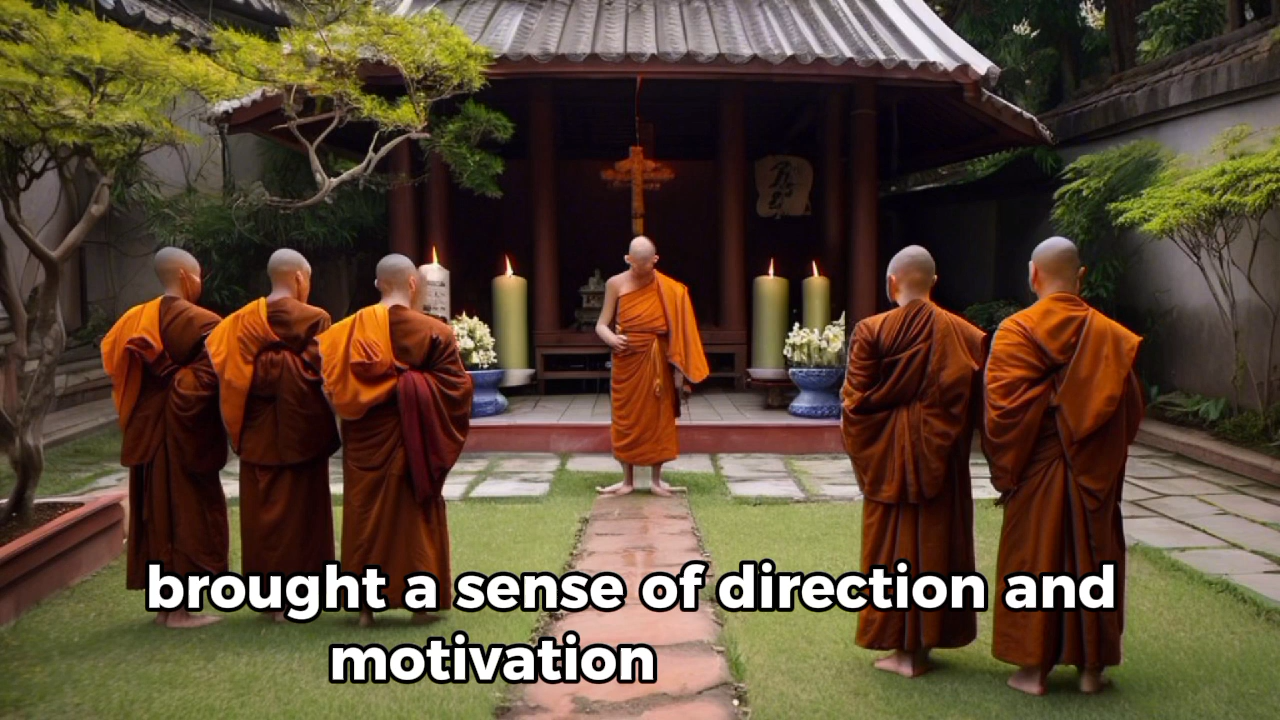 brought a sense of direction and
motivation